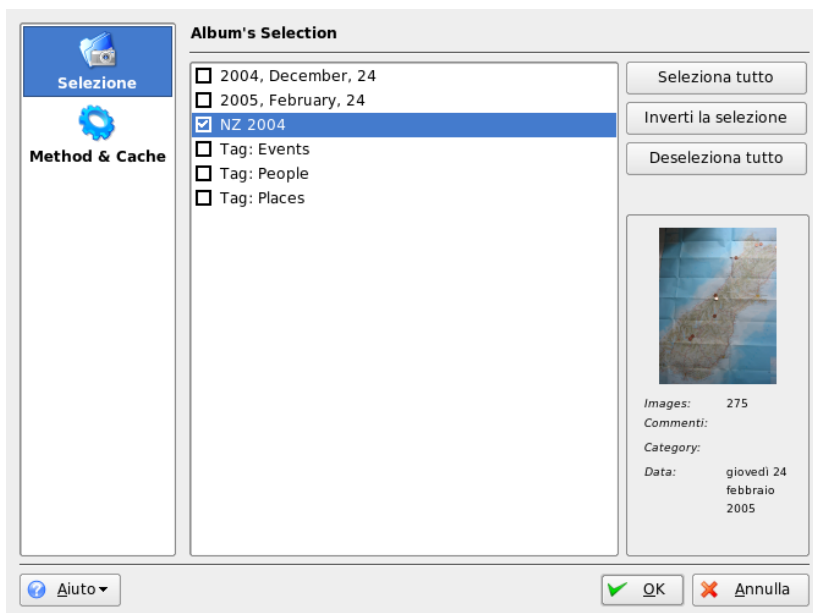 Selezione
Method & Cache
Album's Selection
2004, December, 24
2005, February, 24
NZ 2004
Tag: Events
Tag: People
Tag: Places
Seleziona tutto
Inverti la selezione
Deseleziona tutto
Images: 275
Commenti:
Category:
Data: giovedì 24
febbraio
2005
Aiuto
OK
Annulla